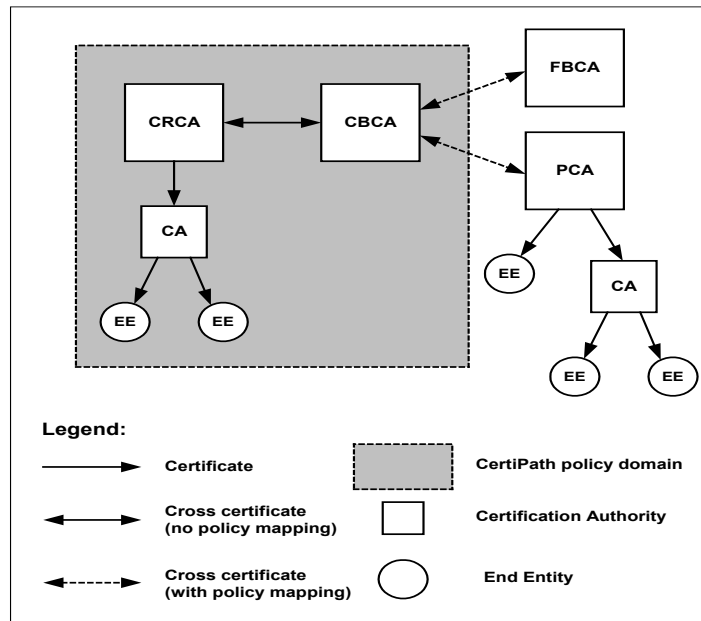 FBCA
CRCA
CBCA
PCA
CA
EE
CA
EE
EE
EE
EE
Legend:
Certificate
CertiPath policy domain
Cross certificate
(no policy mapping)
Certification Authority
Cross certificate
(with policy mapping)
End Entity